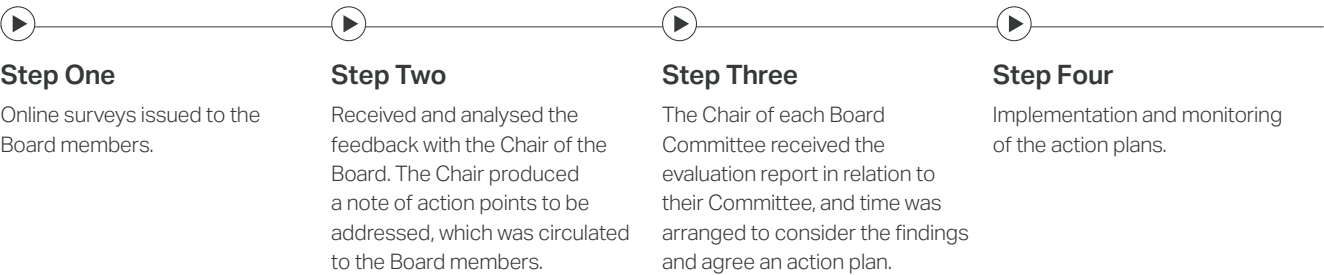 Step One
Online surveys issued to the
Board members.
Step Two
Received and analysed the
feedback with the Chair of the
Board. The Chair produced
a note of action points to be
addressed, which was circulated
to the Board members.
Step Three
The Chair of each Board
Committee received the
evaluation report in relation to
their Committee, and time was
arranged to consider the findings
and agree an action plan.
Step Four
Implementation and monitoring
of the action plans.